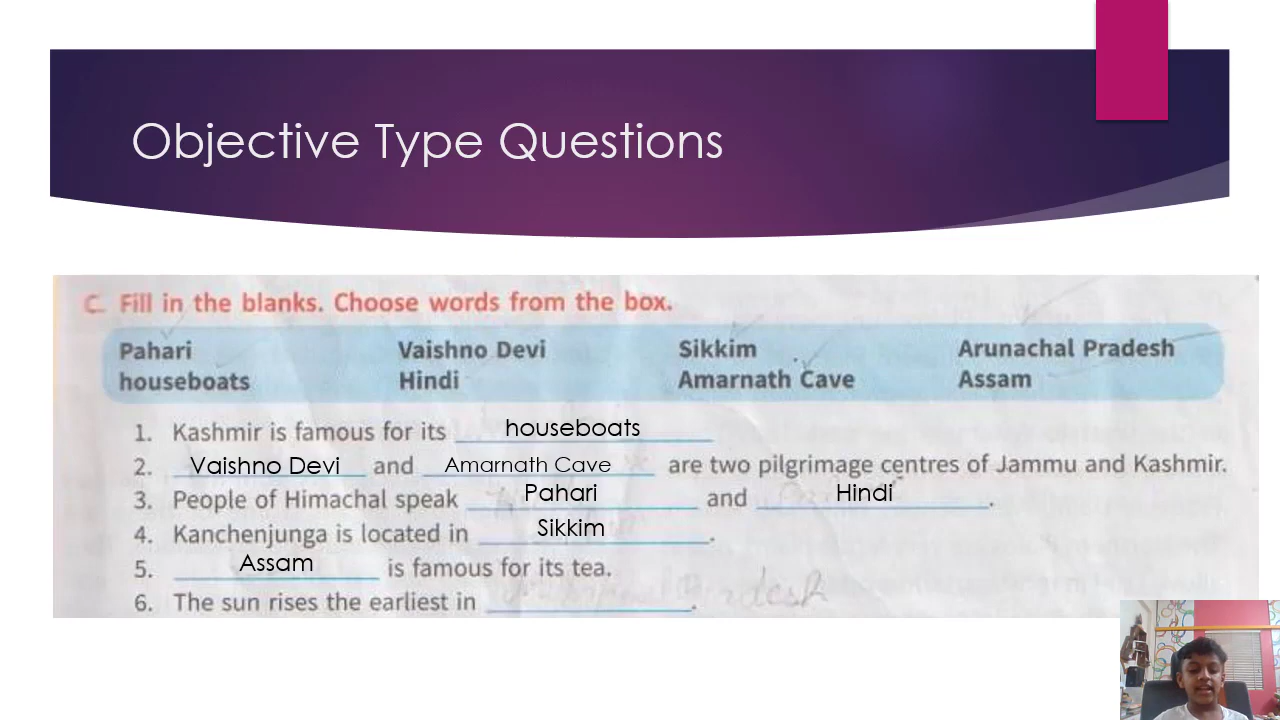 Objective Type Questions
C. Fill in the blanks. Choose words from the box.
Pahari Vaishno Devi Sikkim Arunachal Pradesh
houseboats Hindi Amarnath Cave Assam
1. Kashmir is famous for its houseboats
2. Vaishno Devi and Amarnath Cave are two pilgrimage centres of Jammu and Kashmir.
3. People of Himachal speak Pahari and Hindi.
4. Kanchenjunga is located in Sikkim.
5. Assam is famous for its tea.
6. The sun rises the earliest in .